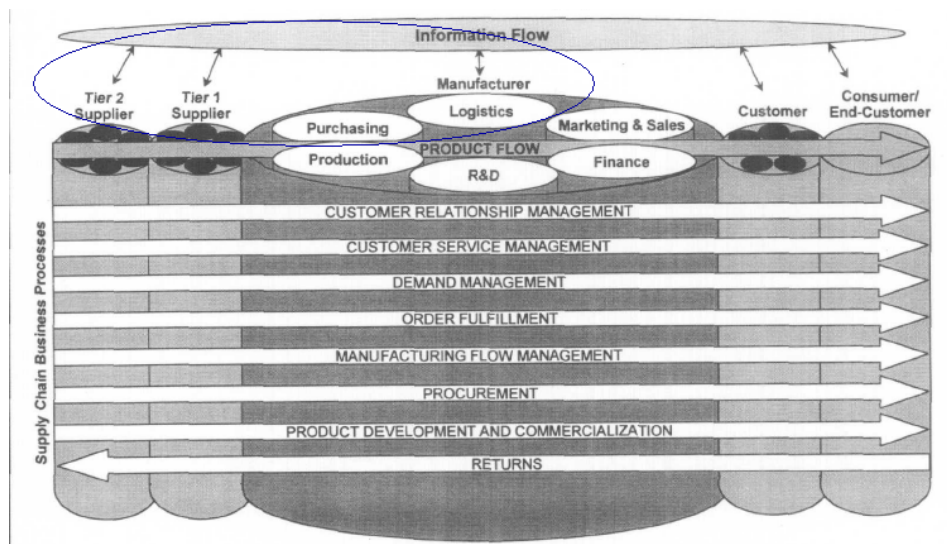 Information Flow
Manufacturer
Tier 2
Supplier
Tier 1
Supplier
Customer
Consumer/
End-Customer
Logistics
Purchasing
Marketing & Sales
PRODUCT FLOW
Production
Finance
R&D
Supply Chain Business Processes
CUSTOMER RELATIONSHIP MANAGEMENT
CUSTOMER SERVICE MANAGEMENT
DEMAND MANAGEMENT
ORDER FULFILLMENT
MANUFACTURING FLOW MANAGEMENT
PROCUREMENT
PRODUCT DEVELOPMENT AND COMMERCIALIZATION
RETURNS